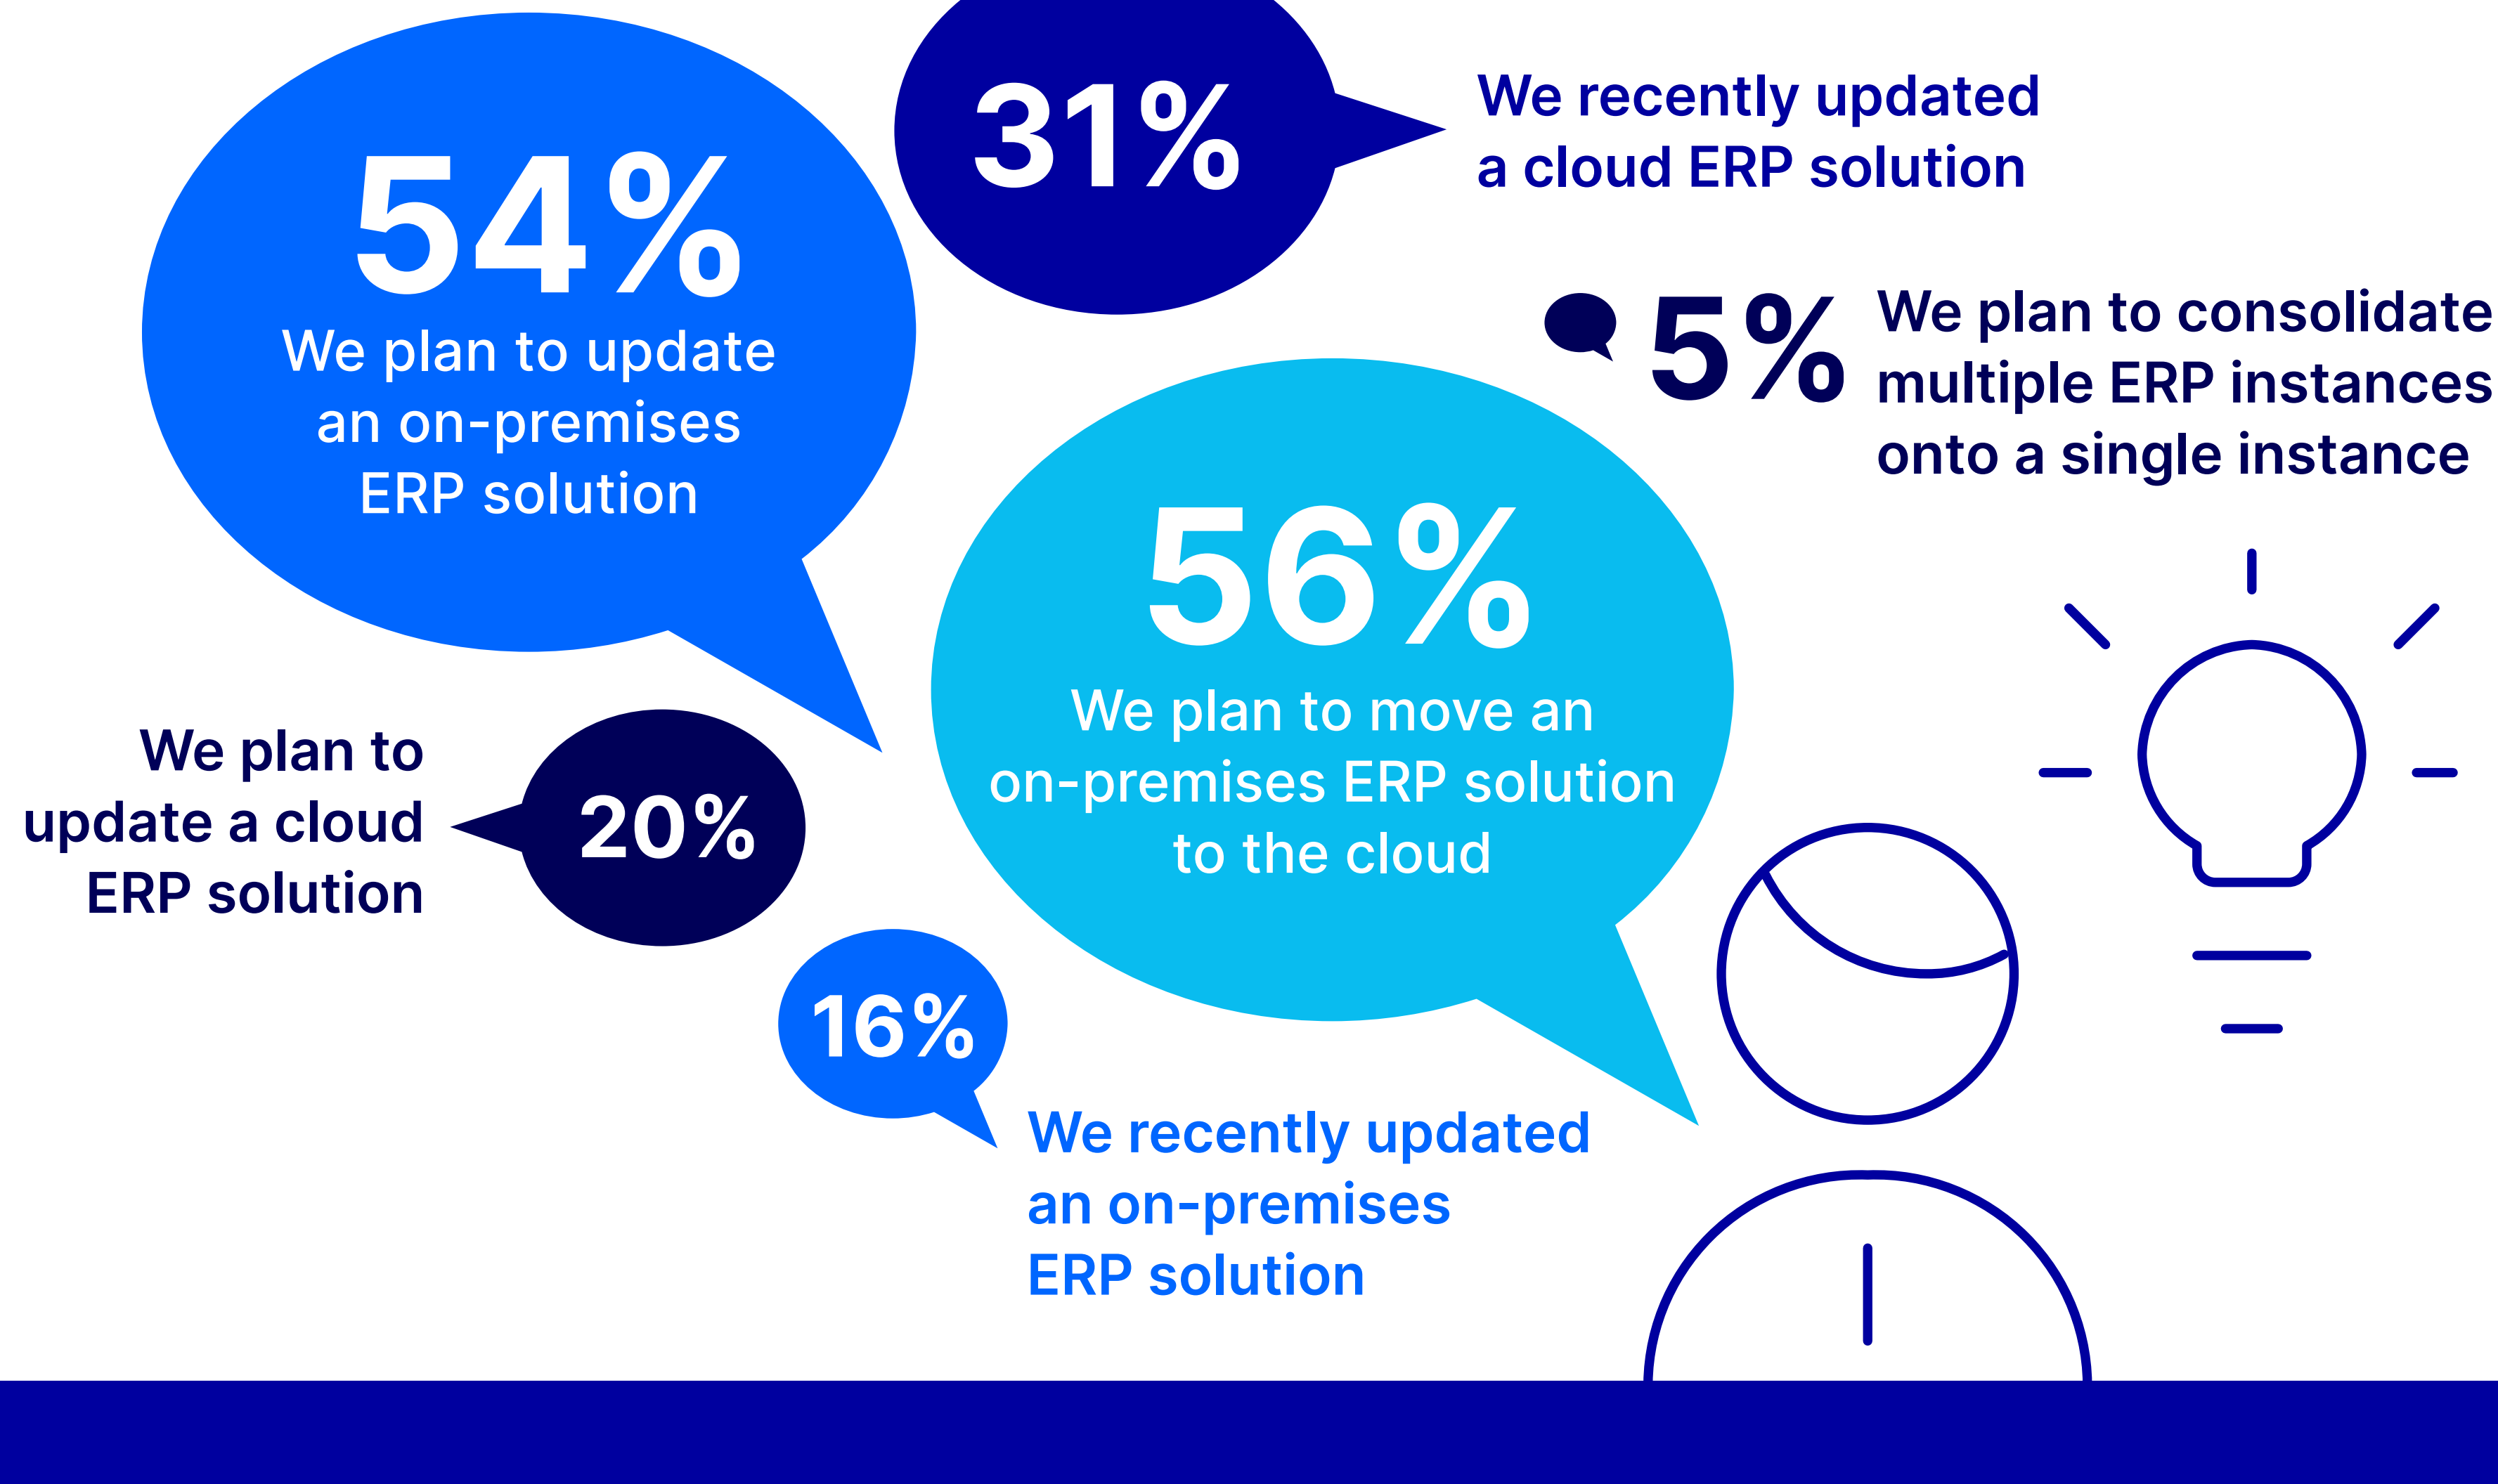 54%
We plan to update
an on-premises
ERP solution
31%
We recently updated
a cloud ERP solution
5%
We plan to consolidate
multiple ERP instances
onto a single instance
56%
We plan to move an
on-premises ERP solution
to the cloud
We plan to
update a cloud
ERP solution
20%
16%
We recently updated
an on-premises
ERP solution